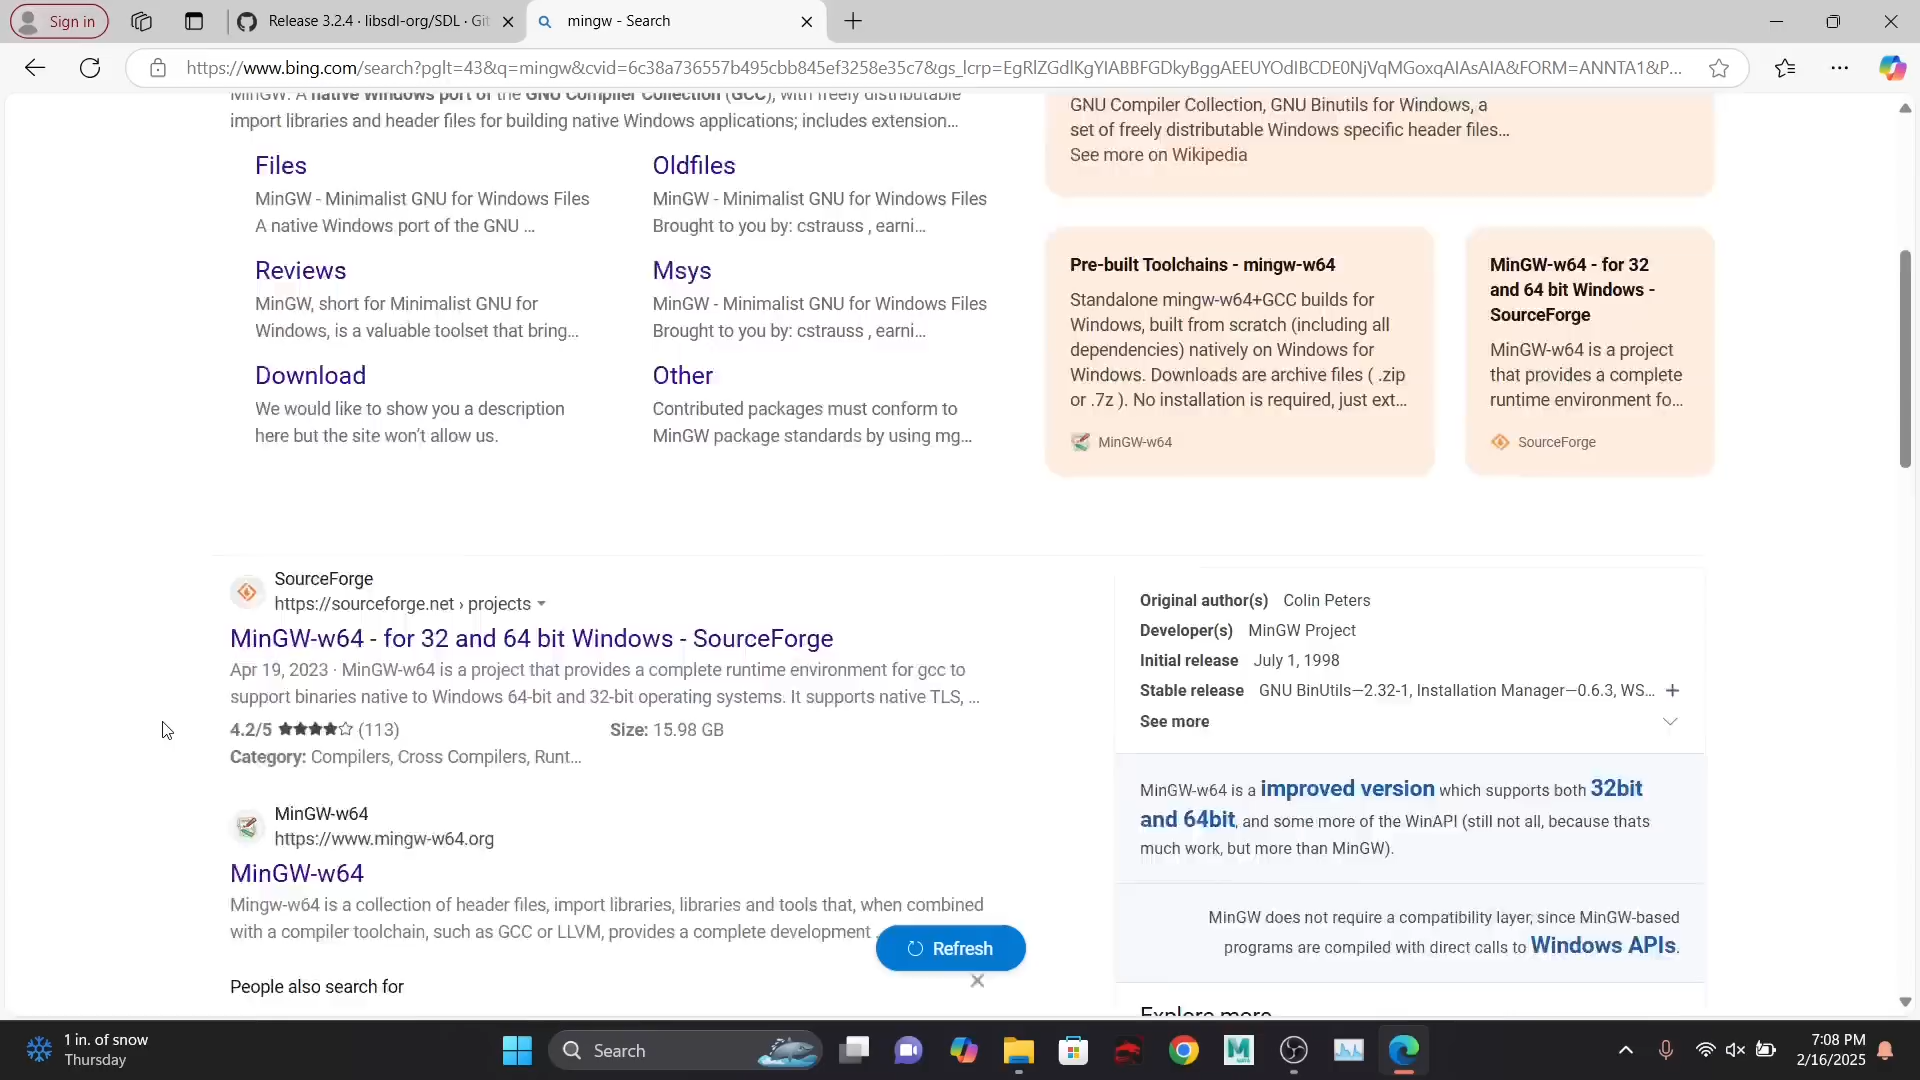 Sign in
Release 3.2.4 · libsdl-org/SDL · Git
mingw - Search
https://www.bing.com/search?pglt=43&q=mingw&cvid=6c38a736557b495cbb845ef3258e35c7&gs_lcrp=EgRlZGdlKgYIABBFGDkyBggAEEUYOdIBCDE0NjVqMGoxqAIAsAIA&FORM=ANNTA1&P...
MinGW: A native Windows port of the GNU Compiler Collection (GCC), with freely distributable
import libraries and header files for building native Windows applications; includes extension...
Files
MinGW - Minimalist GNU for Windows Files
A native Windows port of the GNU ...
Oldfiles
MinGW - Minimalist GNU for Windows Files
Brought to you by: cstrauss , earni...
Reviews
MinGW, short for Minimalist GNU for
Windows, is a valuable toolset that bring...
Msys
MinGW - Minimalist GNU for Windows Files
Brought to you by: cstrauss , earni...
Download
We would like to show you a description
here but the site won't allow us.
Other
Contributed packages must conform to
MinGW package standards by using mg...
GNU Compiler Collection, GNU Binutils for Windows, a
set of freely distributable Windows specific header files...
See more on Wikipedia
Pre-built Toolchains - mingw-w64
Standalone mingw-w64+GCC builds for
Windows, built from scratch (including all
dependencies) natively on Windows for
Windows. Downloads are archive files ( .zip
or .7z ). No installation is required, just ext...
MinGW-w64
MinGW-w64 - for 32
and 64 bit Windows -
SourceForge
MinGW-w64 is a project
that provides a complete
runtime environment fo...
SourceForge
SourceForge
https://sourceforge.net › projects
MinGW-w64 - for 32 and 64 bit Windows - SourceForge
Apr 19, 2023 · MinGW-w64 is a project that provides a complete runtime environment for gcc to
support binaries native to Windows 64-bit and 32-bit operating systems. It supports native TLS, ...
4.2/5 (113)
Size: 15.98 GB
Category: Compilers, Cross Compilers, Runt...
MinGW-w64
https://www.mingw-w64.org
MinGW-w64
Mingw-w64 is a collection of header files, import libraries, libraries and tools that, when combined
with a compiler toolchain, such as GCC or LLVM, provides a complete development ...
Refresh
People also search for
Original author(s) Colin Peters
Developer(s) MinGW Project
Initial release July 1, 1998
Stable release GNU BinUtils—2.32-1, Installation Manager—0.6.3, WS...
See more
MinGW-w64 is a improved version which supports both 32bit
and 64bit, and some more of the WinAPI (still not all, because thats
much work, but more than MinGW).
MinGW does not require a compatibility layer, since MinGW-based
programs are compiled with direct calls to Windows APIs.
Explore more
1 in. of snow
Thursday
Search
7:08 PM
2/16/2025